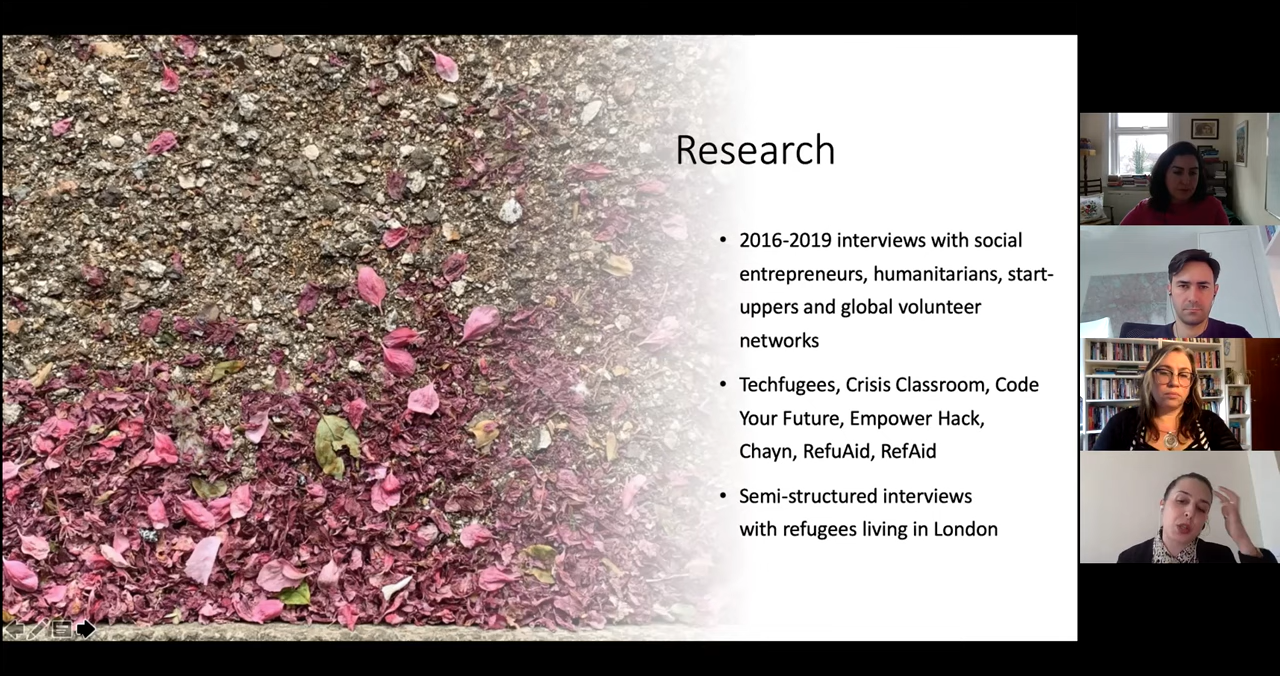 Research
• 2016-2019 interviews with social
entrepreneurs, humanitarians, start-
uppers and global volunteer
networks
• Techfugees, Crisis Classroom, Code
Your Future, Empower Hack,
Chayn, RefuAid, RefAid
• Semi-structured interviews
with refugees living in London